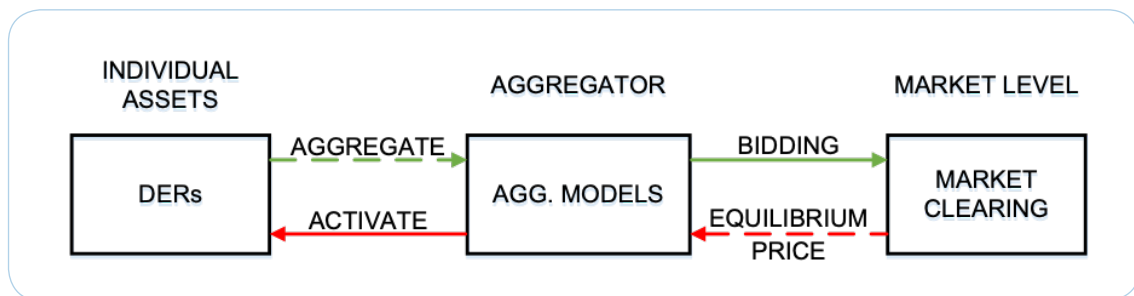 INDIVIDUAL
ASSETS
AGGREGATOR
MARKET LEVEL
DERs
AGGREGATE
ACTIVATE
AGG. MODELS
BIDDING
EQUILIBRIUM
PRICE
MARKET
CLEARING